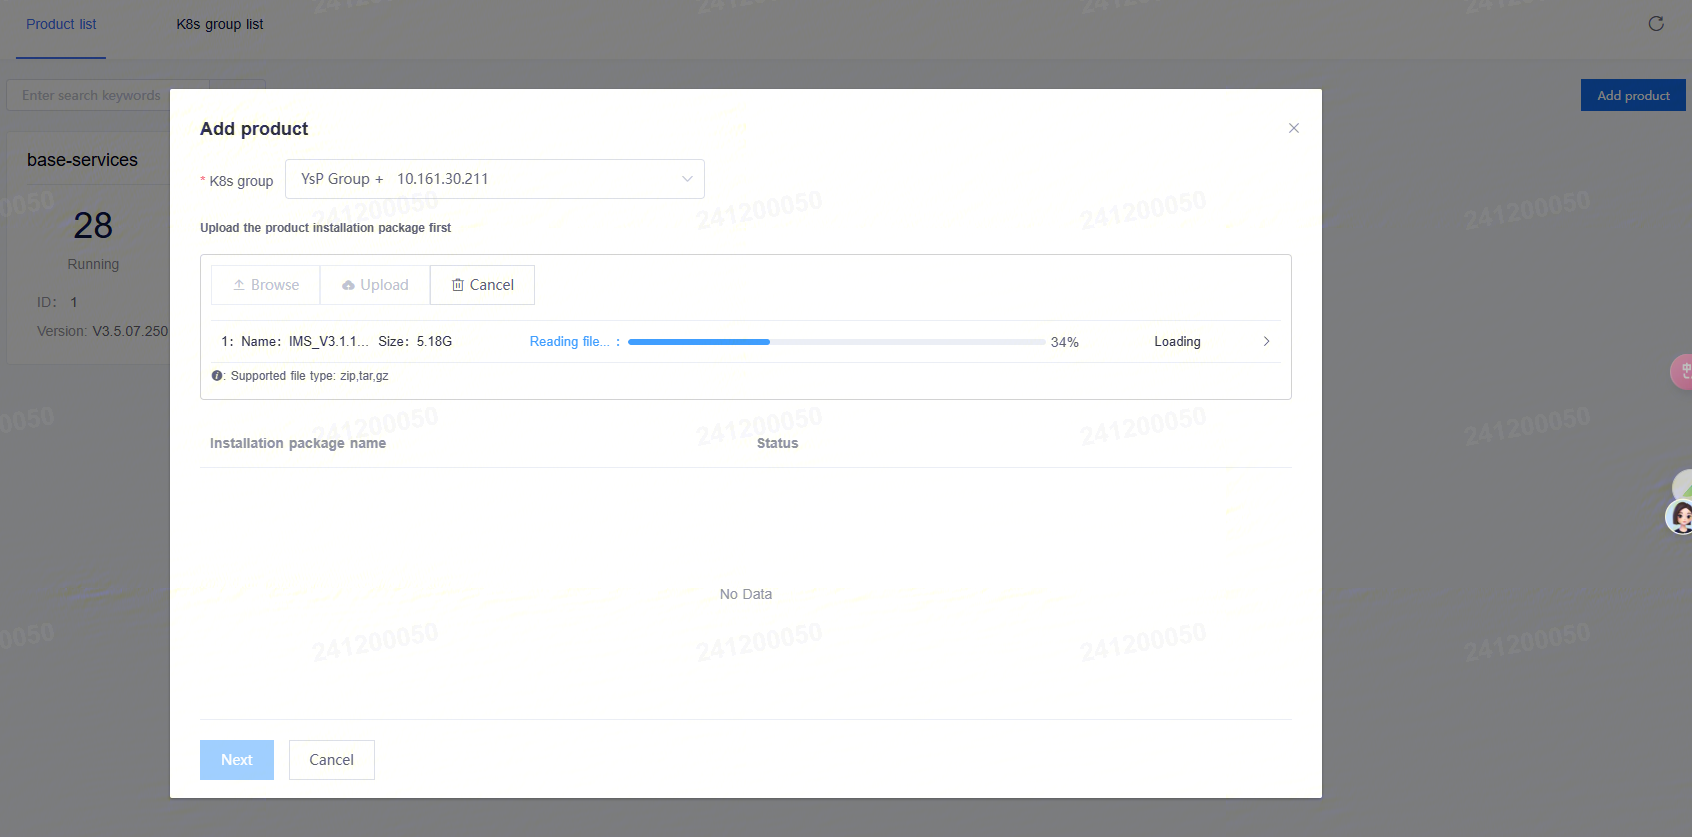 Product list
K8s group list
Enter search keywords
Add product
base-services
28
Running
ID: 1
Version: V3.5.07.250
Add product
* K8s group
YsP Group + 10.161.30.211
Upload the product installation package first
Browse
Upload
Cancel
1: Name: IMS_V3.1.1... Size: 5.18G
Reading file... :
34%
Loading
: Supported file type: zip,tar,gz
Installation package name
Status
No Data
Next
Cancel
241200050
241200050
241200050
241200050
241200050
241200050
241200050
241200050
241200050
241200050
241200050
241200050